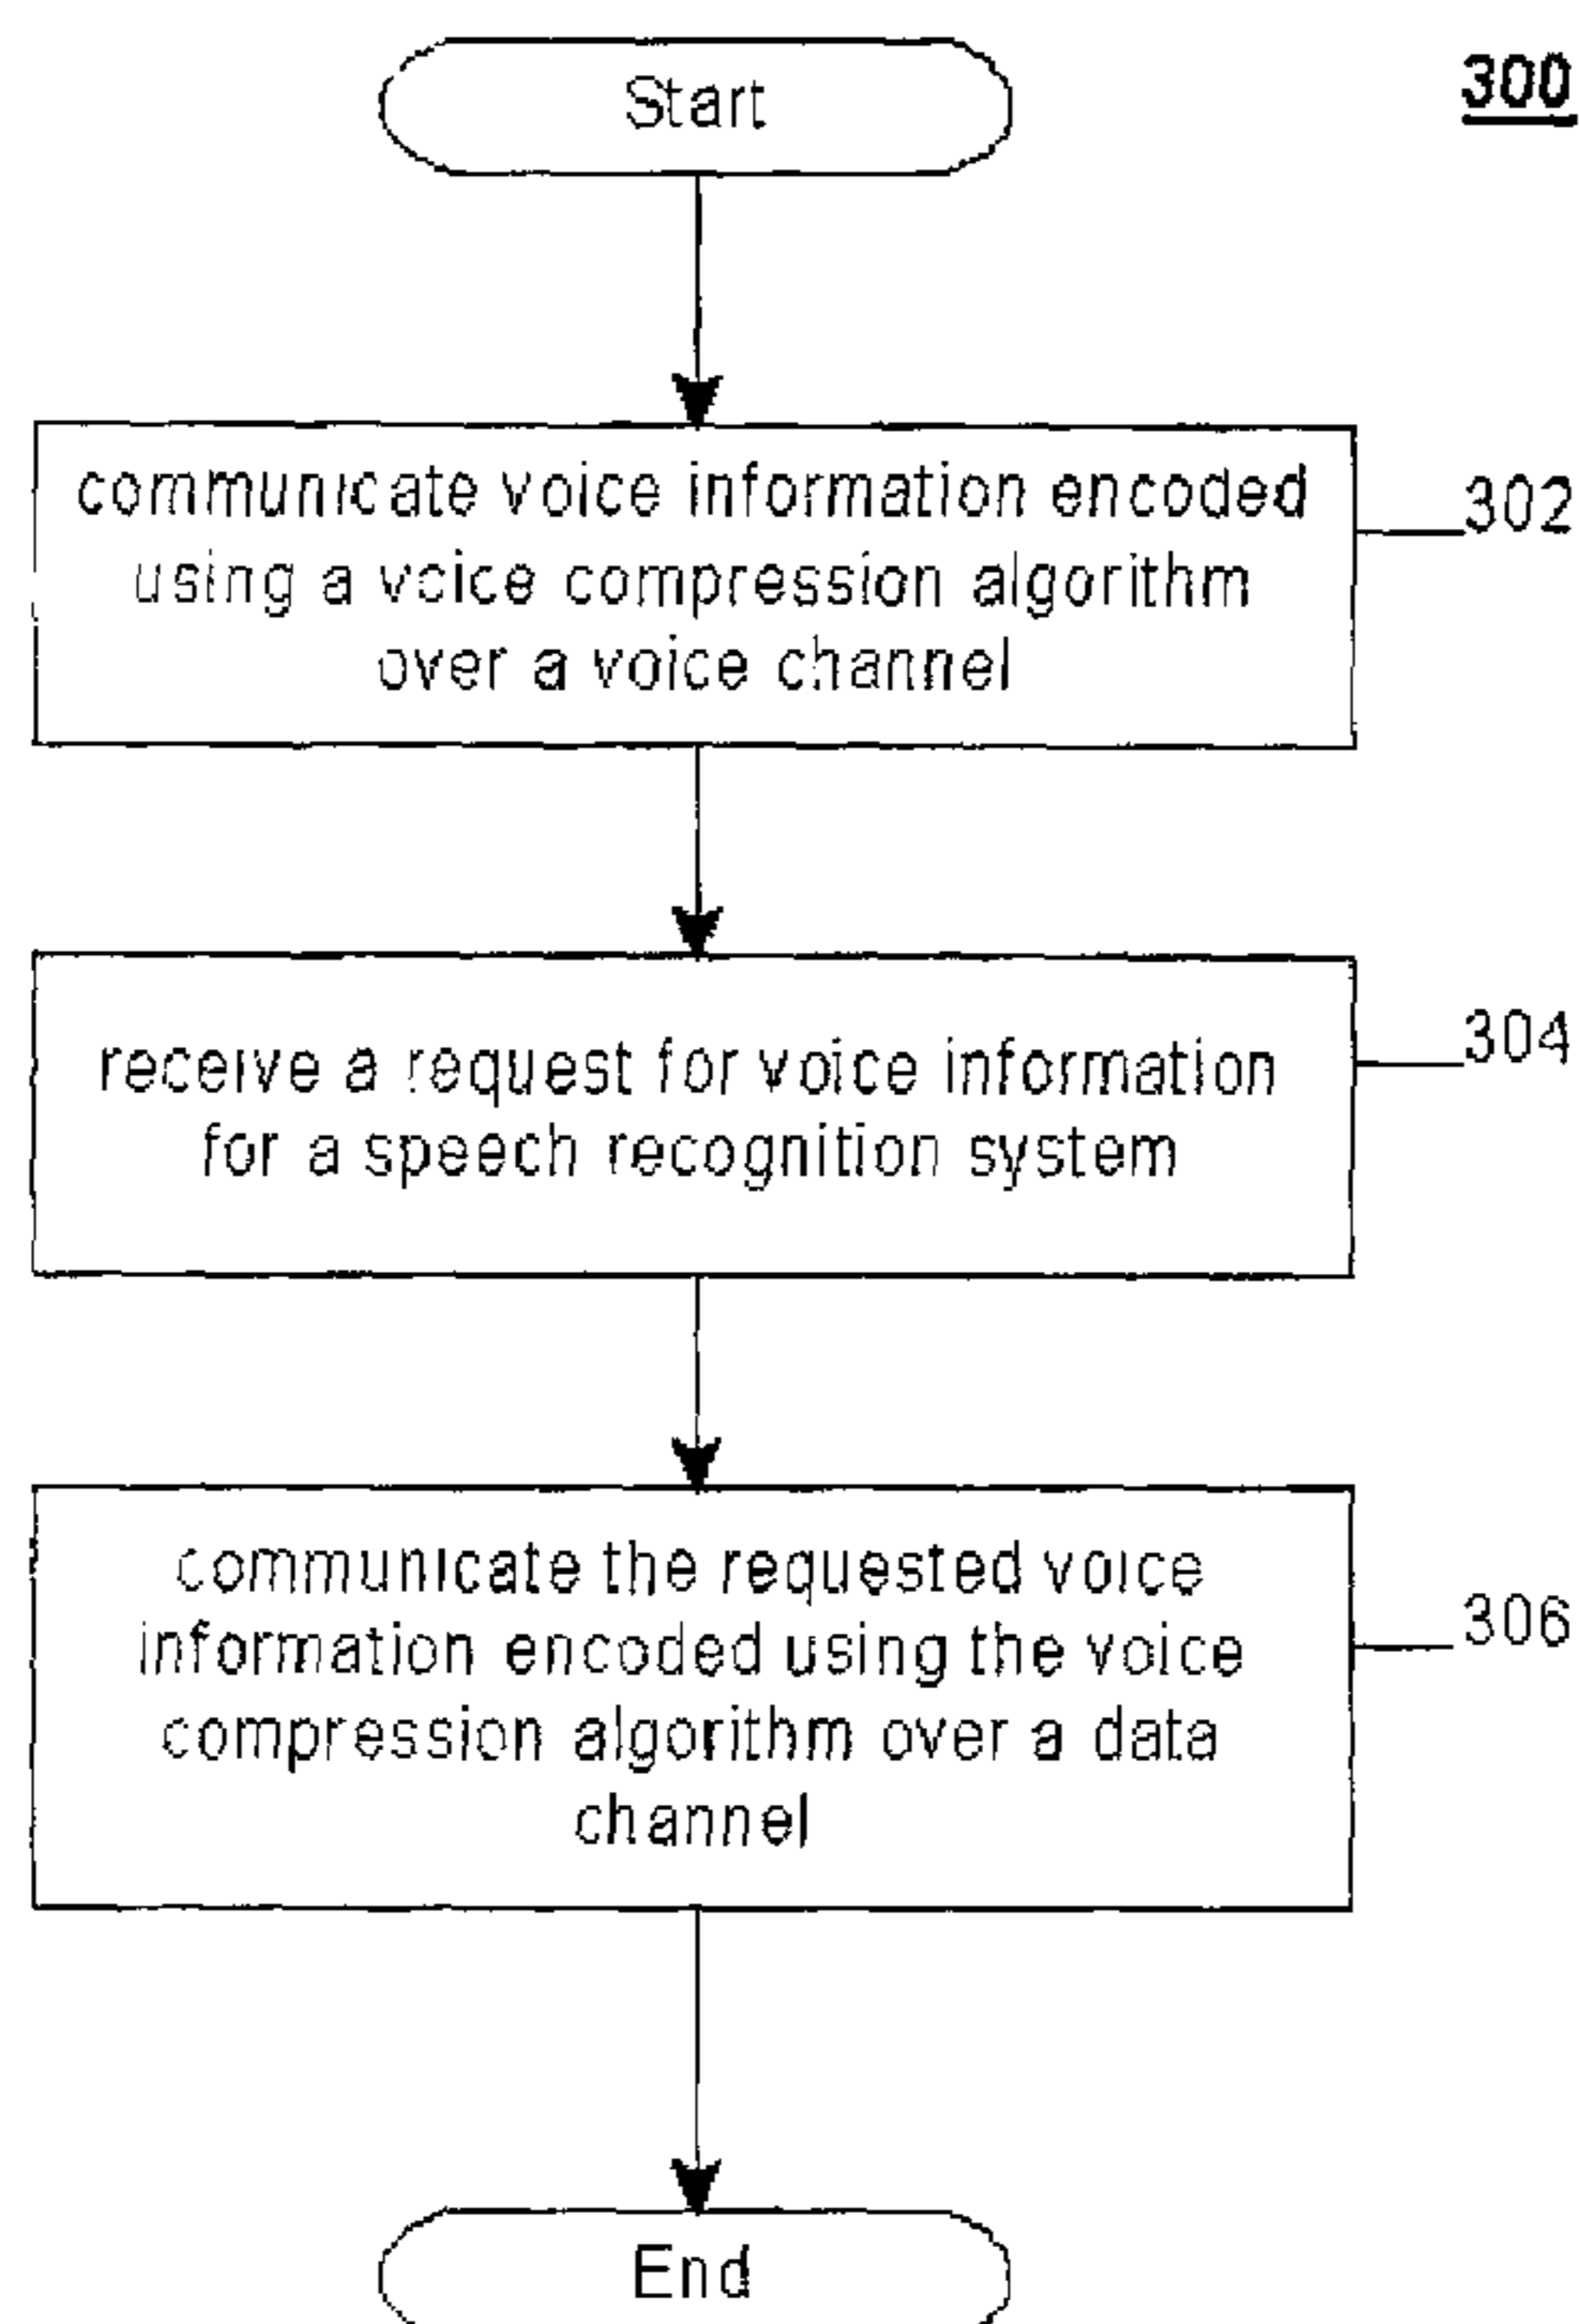 Start
300
communicate voice information encoded
using a voice compression algorithm
over a voice channel
302
receive a request for voice information
for a speech recognition system
304
communicate the requested voice
information encoded using the voice
compression algorithm over a data
channel
306
End